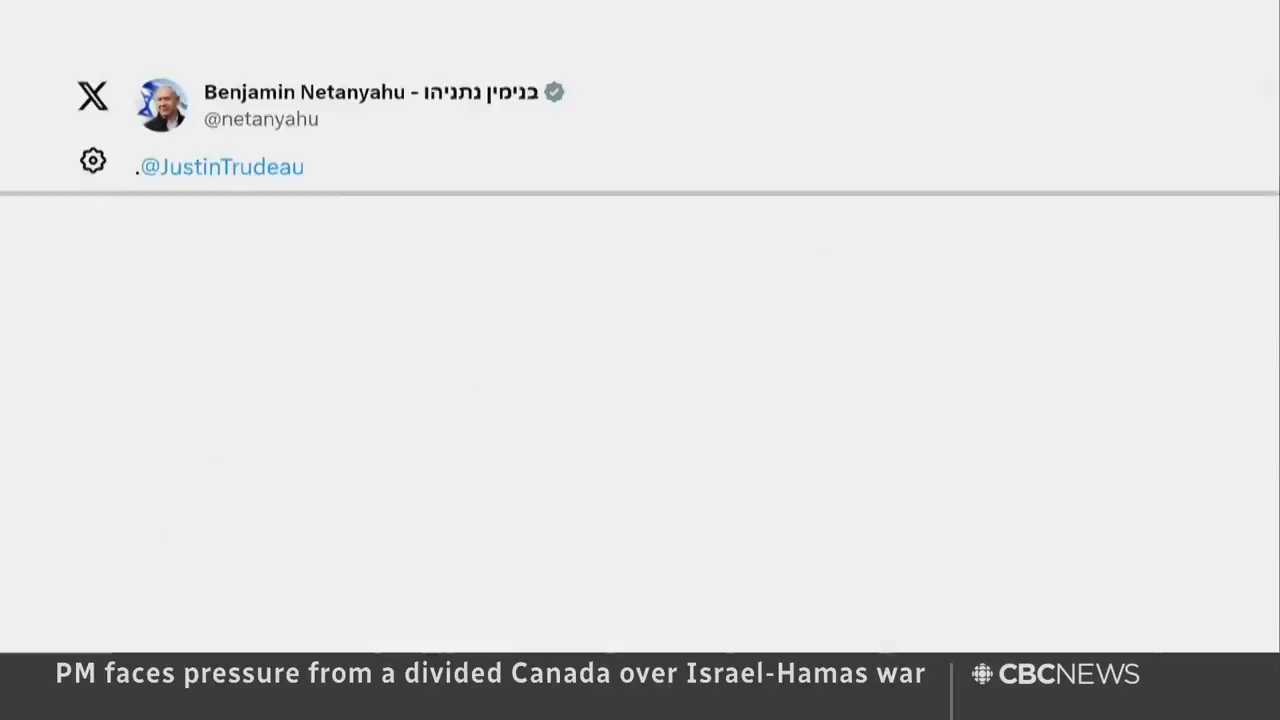 Benjamin Netanyahu - בנימין נתניהו
@netanyahu
.@JustinTrudeau
PM faces pressure from a divided Canada over Israel-Hamas war
CBCNEWS